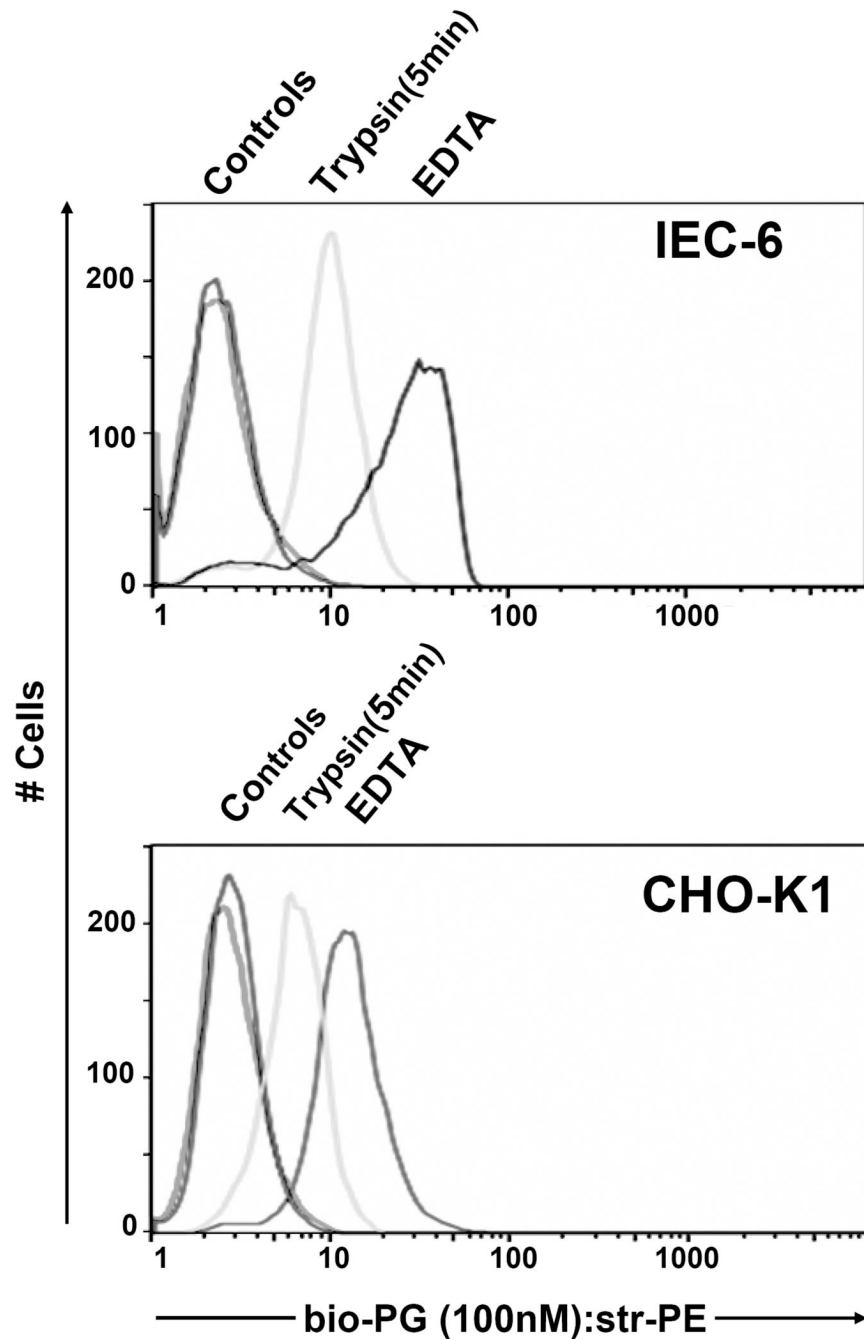 Controls
Trypsin(5min)
EDTA
IEC-6
200
100
0
1 10 100 1000
# Cells
Controls
Trypsin(5min)
EDTA
CHO-K1
200
100
0
1 10 100 1000
bio-PG (100nM):str-PE